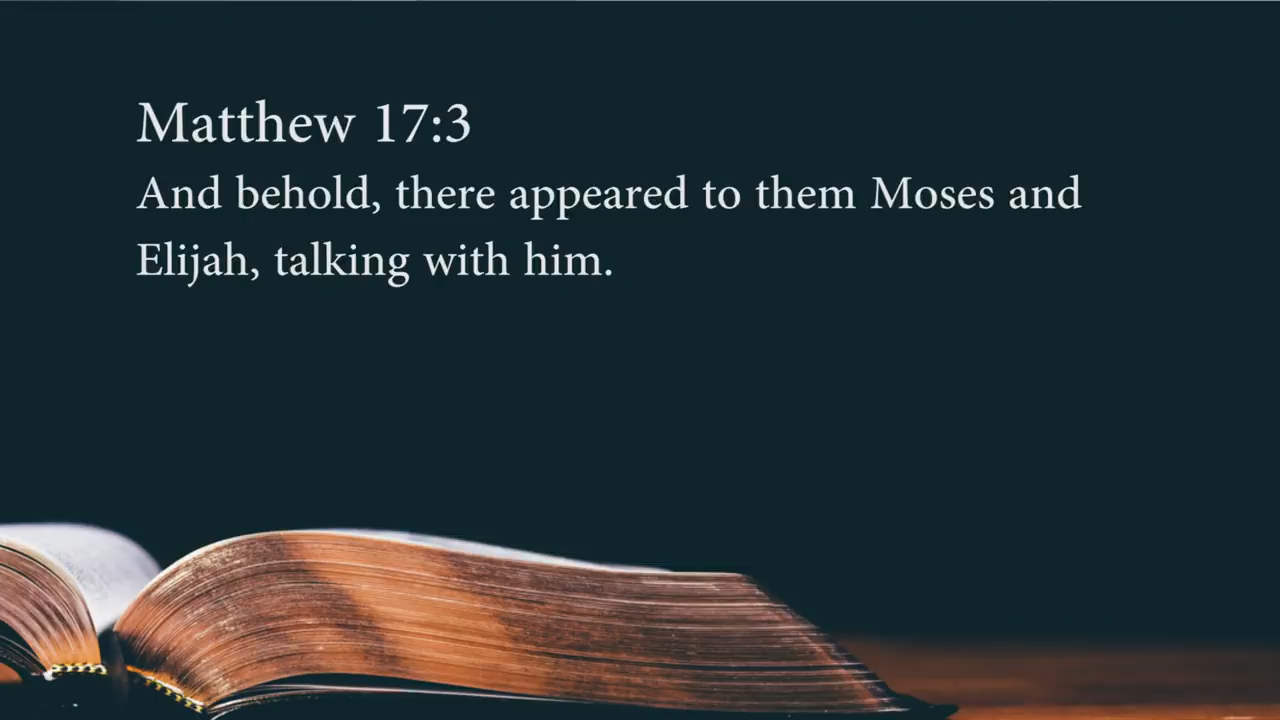 Matthew 17:3
And behold, there appeared to them Moses and
Elijah, talking with him.